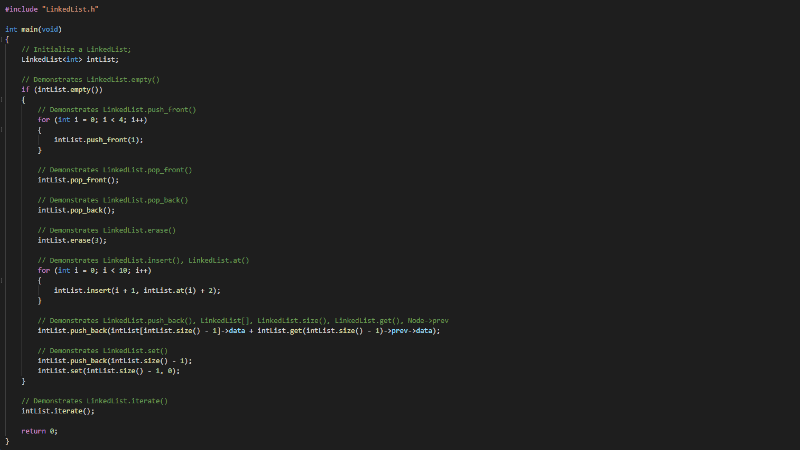 #include "LinkedList.h"
int main(void)
{
// Initialize a LinkedList;
LinkedList<int> intList;
// Demonstrates LinkedList.empty()
if (intList.empty())
{
// Demonstrates LinkedList.push_front()
for (int i = 0; i < 4; i++)
{
intList.push_front(i);
}
// Demonstrates LinkedList.pop_front()
intList.pop_front();
// Demonstrates LinkedList.pop_back()
intList.pop_back();
// Demonstrates LinkedList.erase()
intList.erase(3);
// Demonstrates LinkedList.insert(), LinkedList.at()
for (int i = 0; i < 10; i++)
{
intList.insert(i + 1, intList.at(i) + 2);
}
// Demonstrates LinkedList.push_back(), LinkedList[], LinkedList.size(), LinkedList.get(), Node->prev
intList.push_back(intList[intList.size() - 1]->data + intList.get(intList.size() - 1)->prev->data);
// Demonstrates LinkedList.set()
intList.push_back(intList.size() - 1);
intList.set(intList.size() - 1, 0);
}
// Demonstrates LinkedList.iterate()
intList.iterate();
return 0;
}